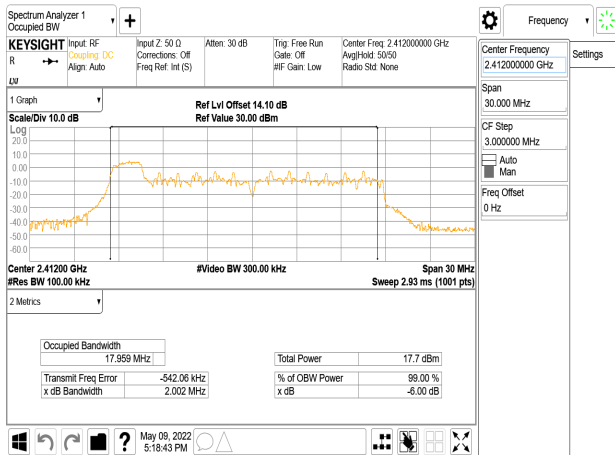 Spectrum Analyzer 1
Occupied BW
Frequency
KEYSIGHT
R
Input: RF
Coupling: DC
Align: Auto
Input Z: 50 Ω
Corrections: Off
Freq Ref: Int (S)
Atten: 30 dB
Trig: Free Run
Gate: Off
#IF Gain: Low
Center Freq: 2.412000000 GHz
Avg|Hold: 50/50
Radio Std: None
Center Frequency
2.412000000 GHz
Settings
Span
30.000 MHz
CF Step
3.000000 MHz
Auto
Man
Freq Offset
0 Hz
1 Graph
Scale/Div 10.0 dB
Ref Lvl Offset 14.10 dB
Ref Value 30.00 dBm
Log
20.0
10.0
0.00
-10.0
-20.0
-30.0
-40.0
-50.0
-60.0
Center 2.41200 GHz
#Res BW 100.00 kHz
#Video BW 300.00 kHz
Span 30 MHz
Sweep 2.93 ms (1001 pts)
2 Metrics
Occupied Bandwidth
17.959 MHz
Total Power 17.7 dBm
Transmit Freq Error -542.06 kHz
% of OBW Power 99.00 %
x dB Bandwidth 2.002 MHz
x dB -6.00 dB
?
May 09, 2022
5:18:43 PM